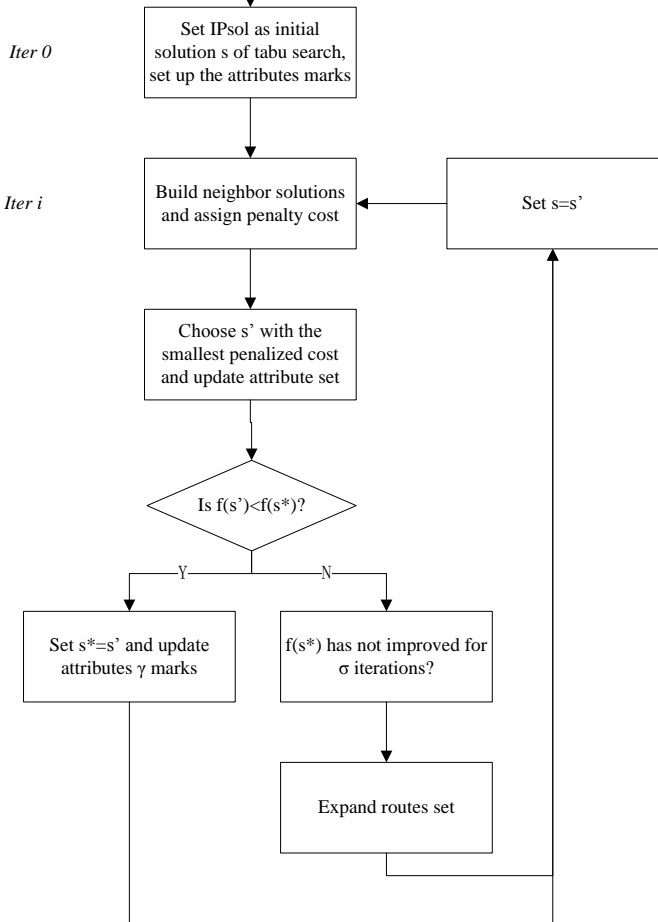 Iter 0
Set IPsol as initial
solution s of tabu search,
set up the attributes marks
Iter i
Build neighbor solutions
and assign penalty cost
Set s=s’
Choose s’ with the
smallest penalized cost
and update attribute set
Is f(s’)<f(s*)?
Y
N
Set s*=s’ and update
attributes γ marks
f(s*) has not improved for
σ iterations?
Expand routes set